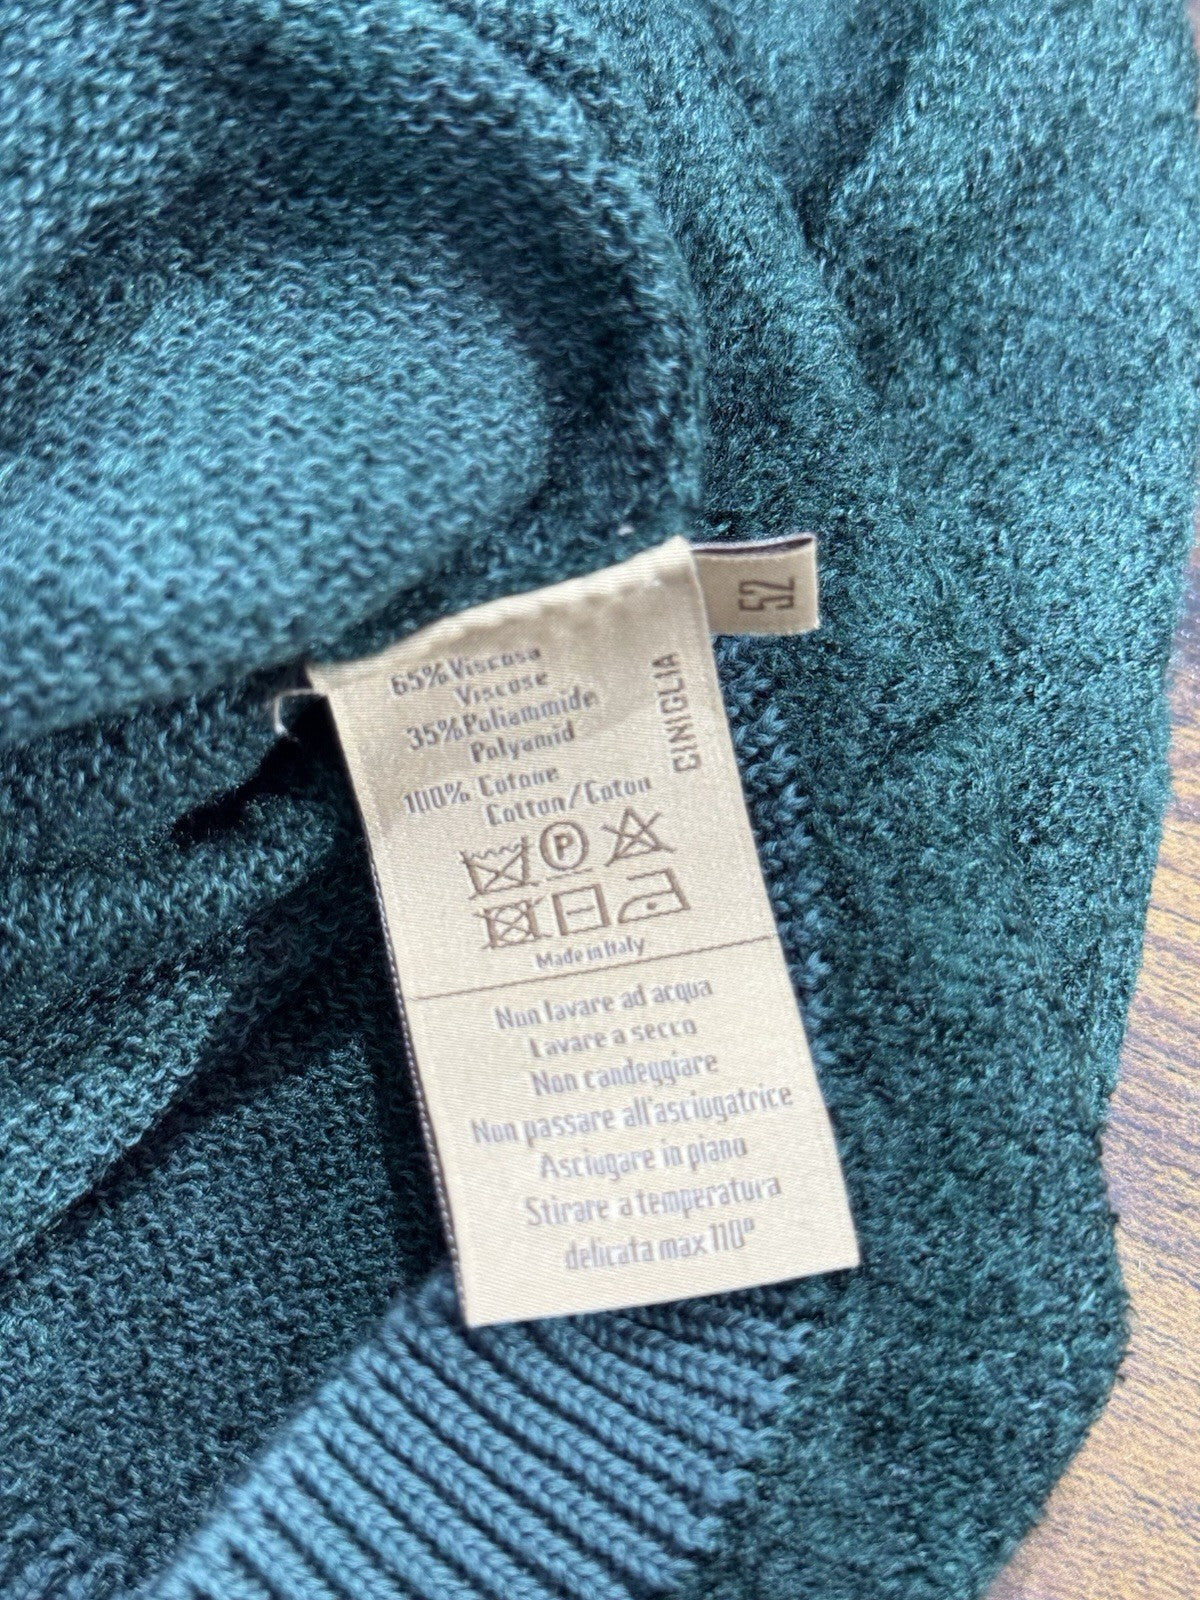 52
65% Viscosa
Viscose
35% Poliammide
Polyamid
100% Cotone
Cotton/Coton
CINIGLIA
P
Made in Italy
Non lavare ad acqua
Lavare a secco
Non candeggiare
Non passare all'asciugatrice
Asciugare in piano
Stirare a temperatura
delicata max 110°